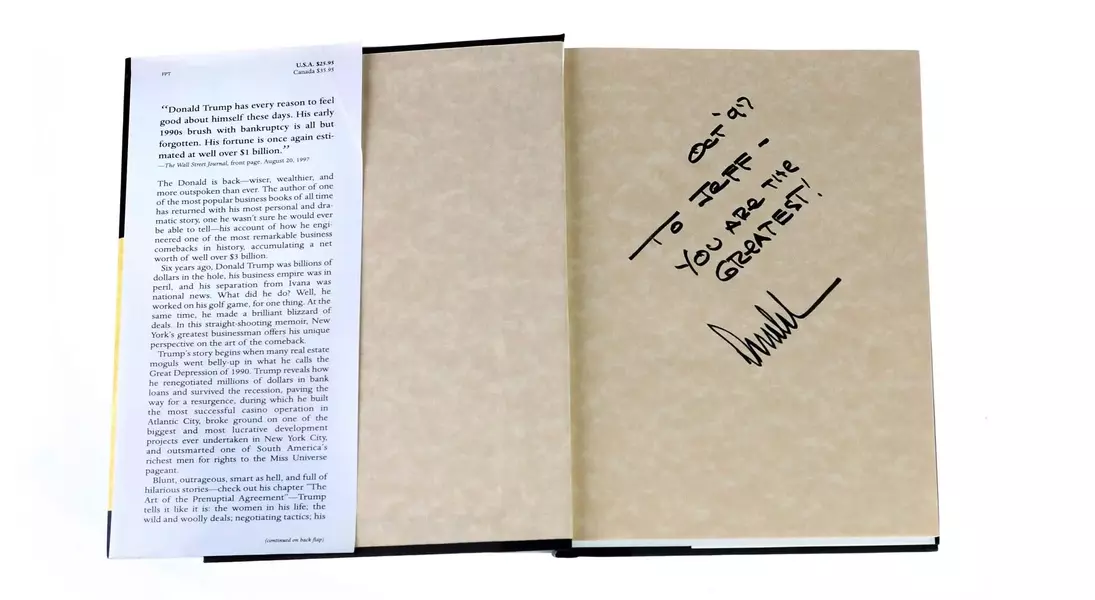 FPT
U.S.A. $25.95
Canada $35.95
“Donald Trump has every reason to feel
good about himself these days. His early
1990s brush with bankruptcy is all but
forgotten. His fortune is once again esti-
mated at well over $1 billion.”
—The Wall Street Journal, front page, August 20, 1997
The Donald is back—wiser, wealthier, and
more outspoken than ever. The author of one
of the most popular business books of all time
has returned with his most personal and dra-
matic story, one he wasn't sure he would ever
be able to tell—his account of how he engi-
neered one of the most remarkable business
comebacks in history, accumulating a net
worth of well over $3 billion.
Six years ago, Donald Trump was billions of
dollars in the hole, his business empire was in
peril, and his separation from Ivana was
national news. What did he do? Well, he
worked on his golf game, for one thing. At the
same time, he made a brilliant blizzard of
deals. In this straight-shooting memoir, New
York's greatest businessman offers his unique
perspective on the art of the comeback.
Trump's story begins when many real estate
moguls went belly-up in what he calls the
Great Depression of 1990. Trump reveals how
he renegotiated millions of dollars in bank
loans and survived the recession, paving the
way for a resurgence, during which he built
the most successful casino operation in
Atlantic City, broke ground on one of the
biggest and most lucrative development
projects ever undertaken in New York City,
and outsmarted one of South America's
richest men for rights to the Miss Universe
pageant.
Blunt, outrageous, smart as hell, and full of
hilarious stories—check out his chapter “The
Art of the Prenuptial Agreement”—Trump
tells it like it is: the women in his life; the
wild and woolly deals; negotiating tactics; his
(continued on back flap)
OCT '97
TO JEFF -
YOU ARE THE
GREATEST!